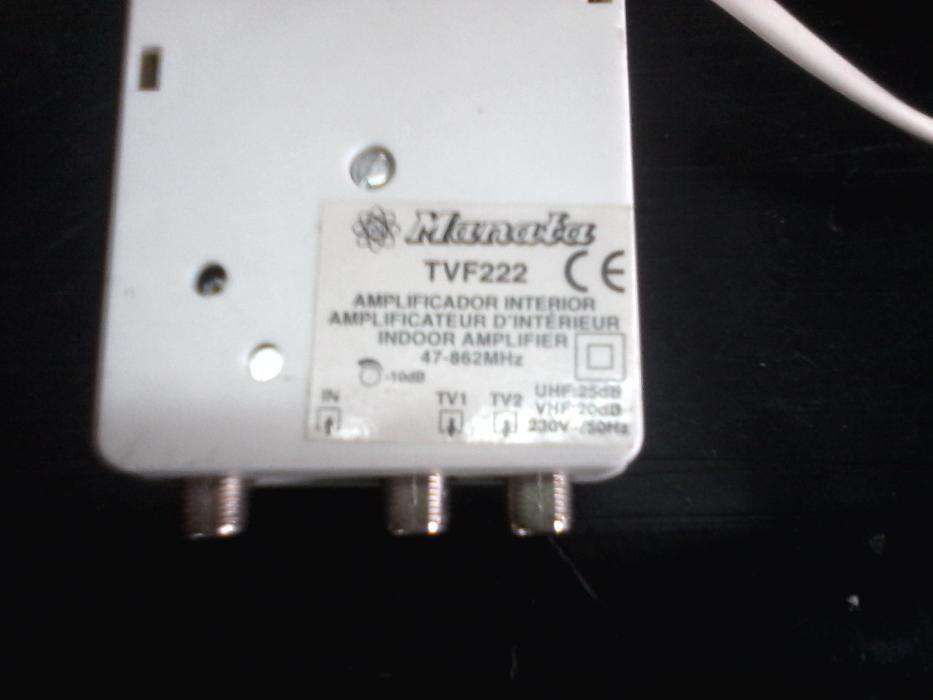 Manata
TVF222 CE
AMPLIFICADOR INTERIOR
AMPLIFICATEUR D'INTÉRIEUR
INDOOR AMPLIFIER
47-862MHz
-10dB
UHF:25dB
IN TV1 TV2 VHF:20dB
230V~/50Hz